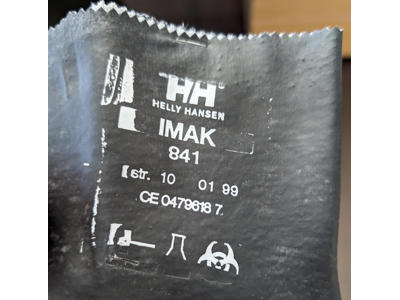 HH
HELLY HANSEN
IMAK
841
str. 10 01 99
CE 0479618 7